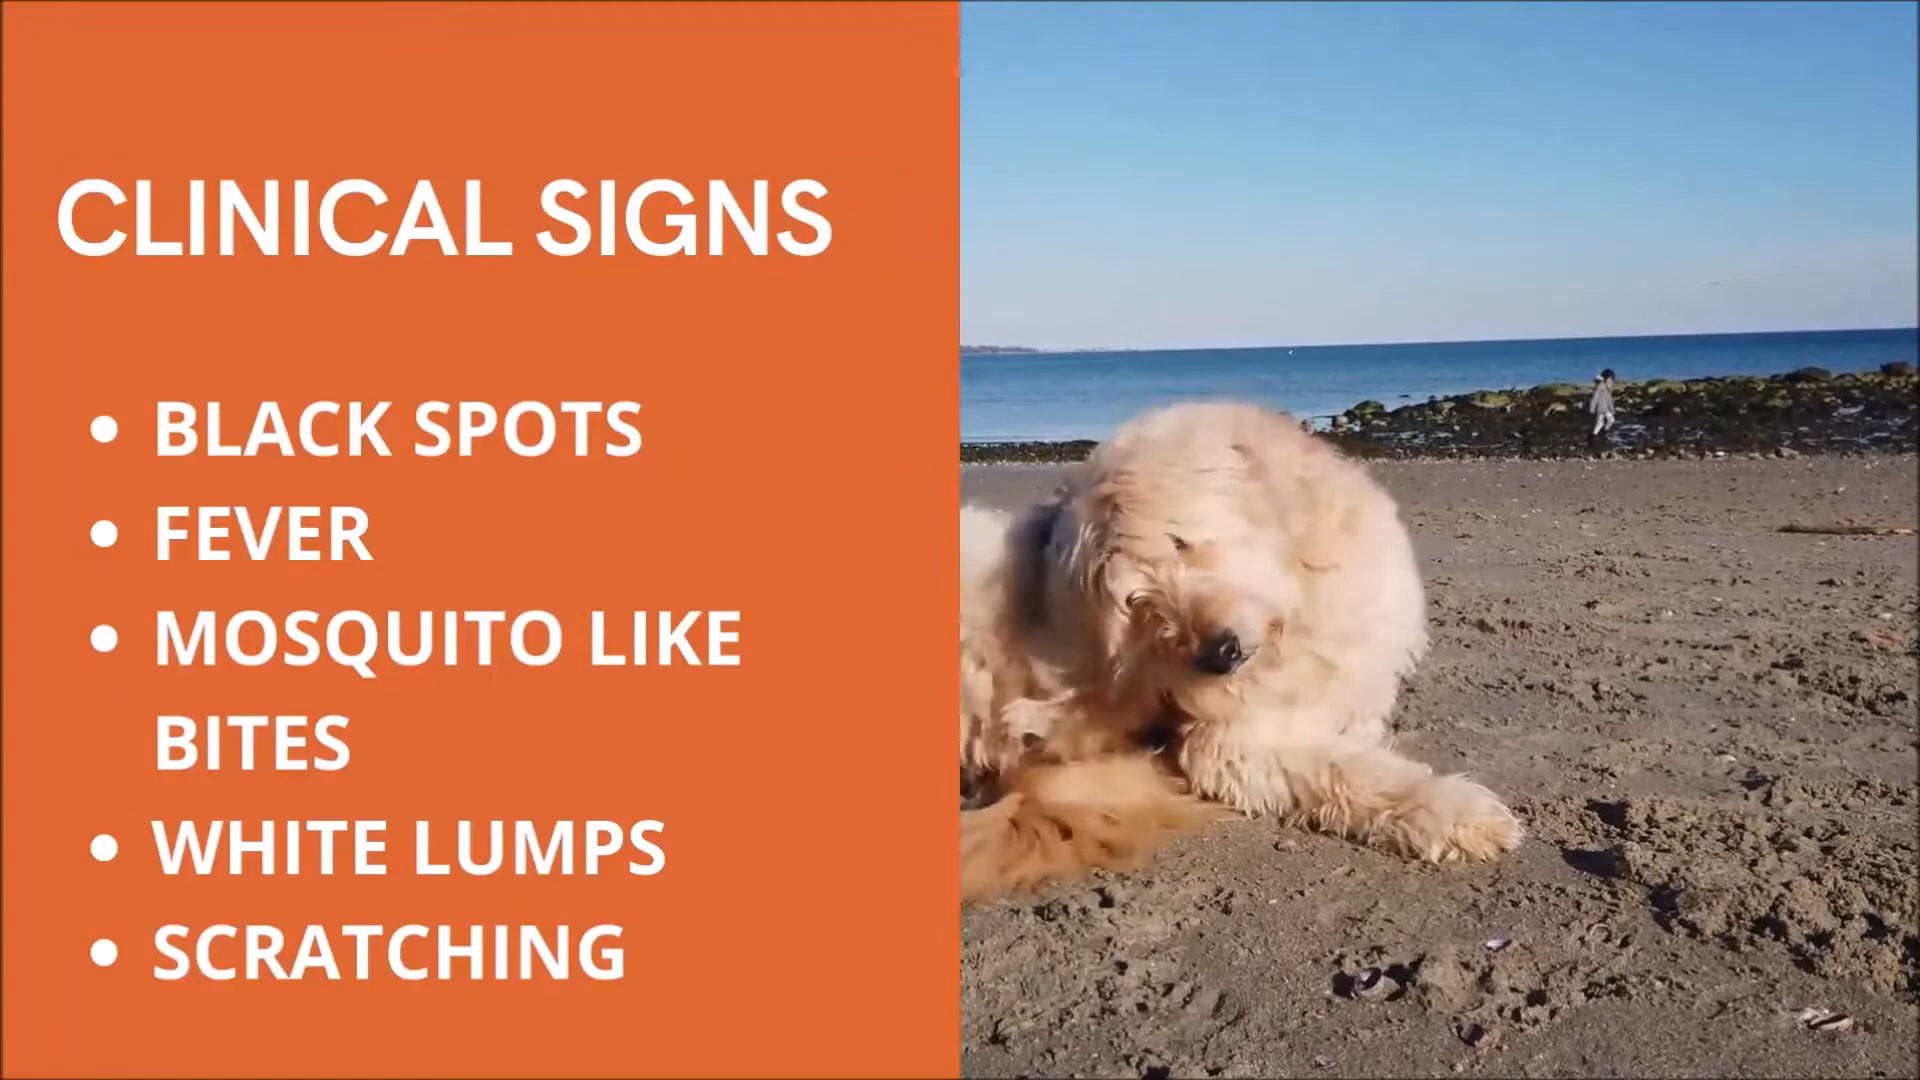 CLINICAL SIGNS
• BLACK SPOTS
• FEVER
• MOSQUITO LIKE
BITES
• WHITE LUMPS
• SCRATCHING